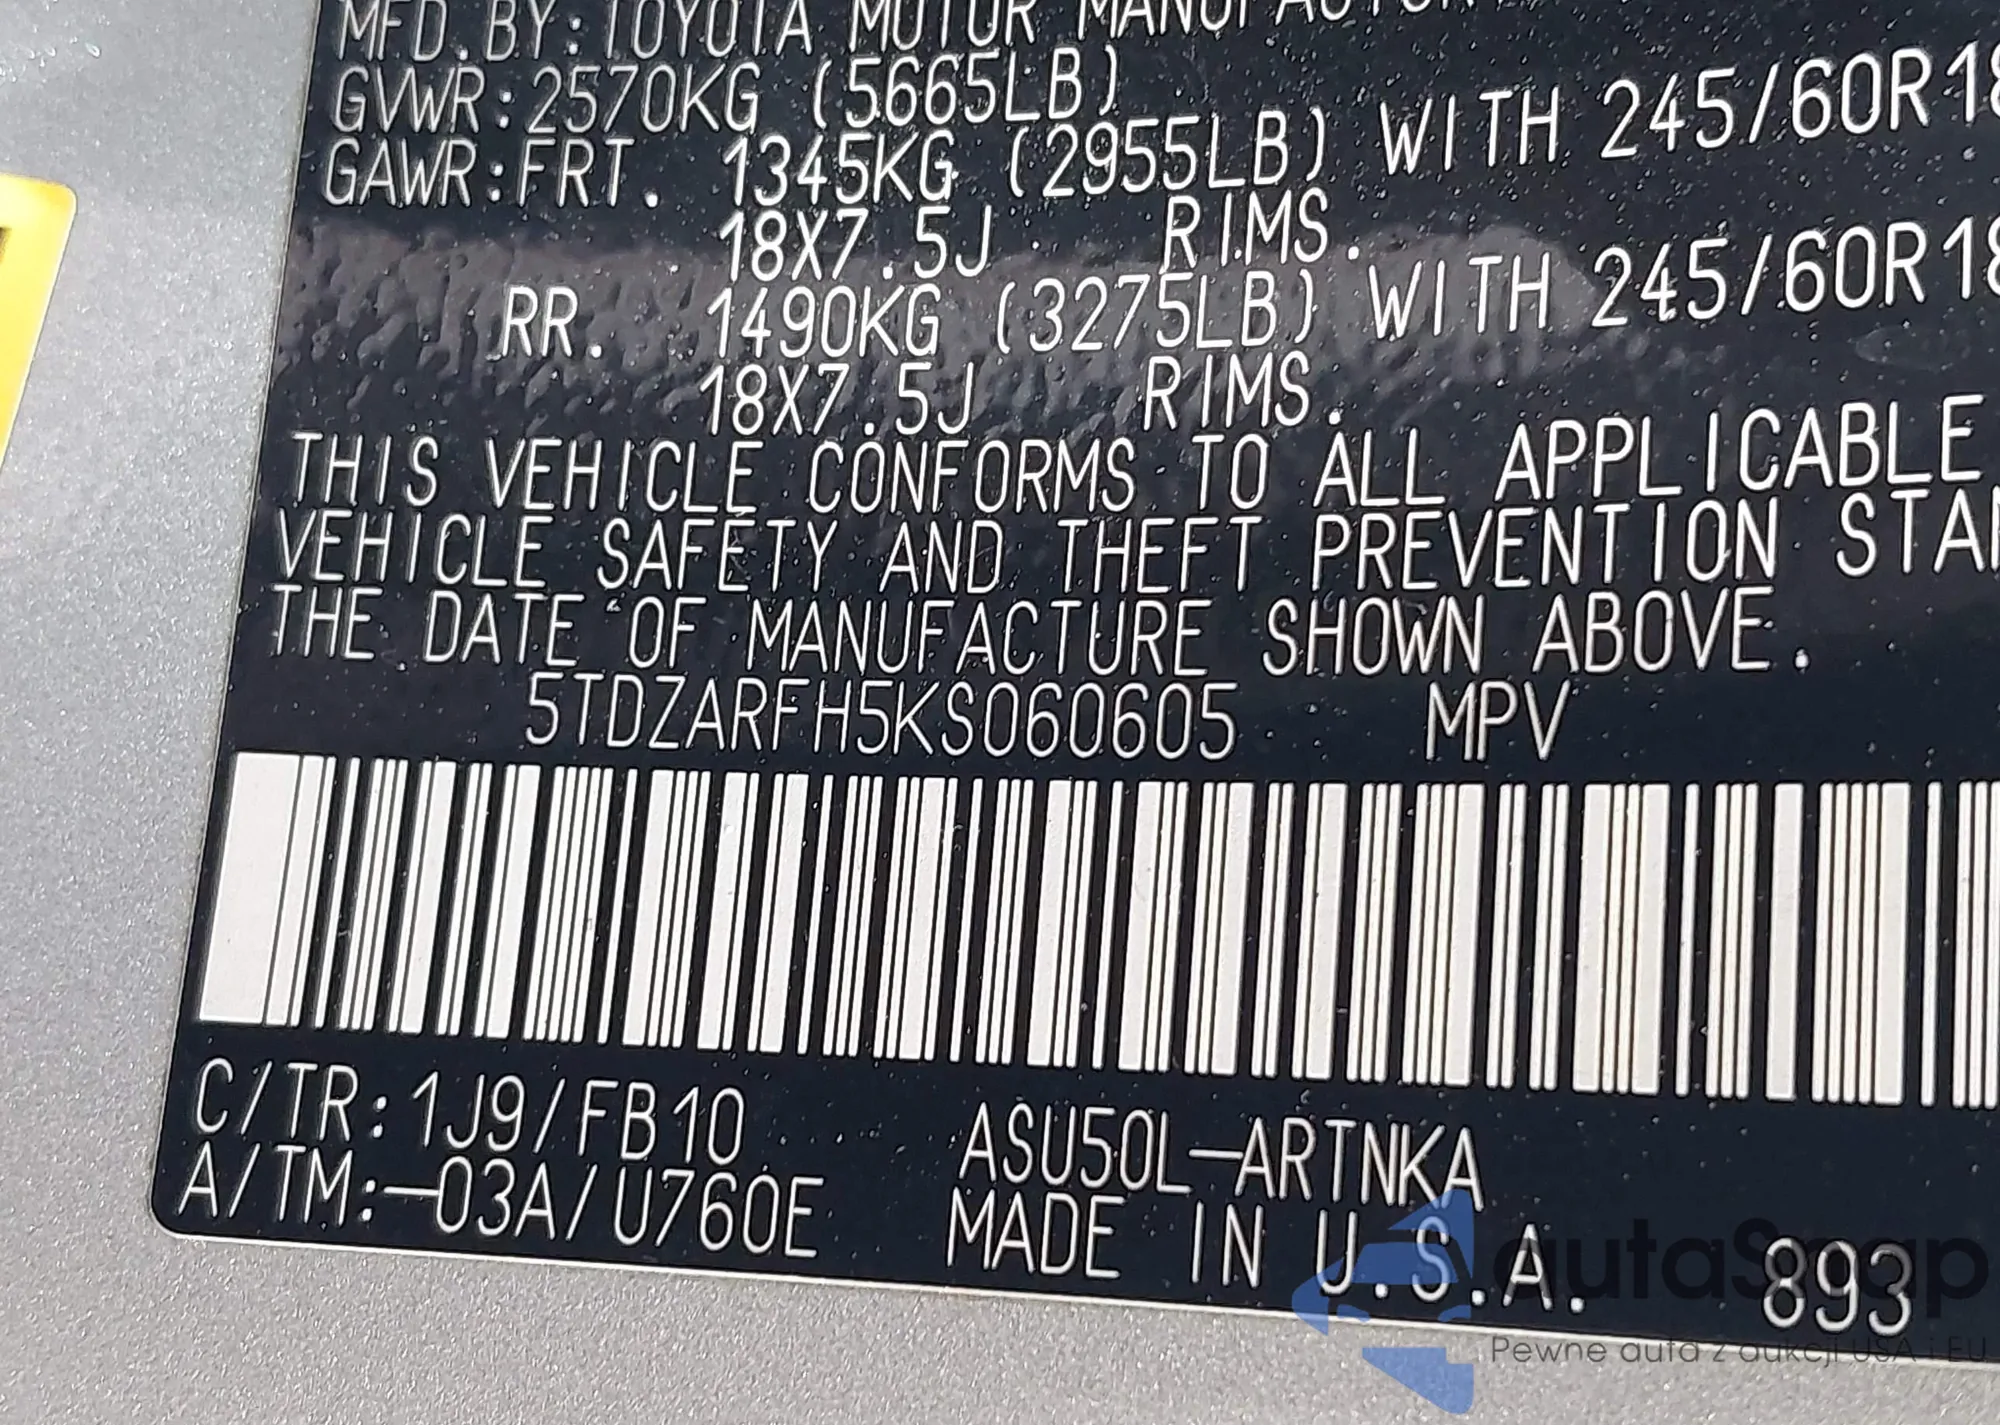 MFD.BY:TOYOTA MOTOR
GVWR:2570KG (5665LB)
GAWR:FRT. 1345KG (2955LB) WITH 245/60R18
18X7.5J RIMS.
RR. 1490KG (3275LB) WITH 245/60R18
18X7.5J RIMS.
THIS VEHICLE CONFORMS TO ALL APPLICABLE
VEHICLE SAFETY AND THEFT PREVENTION
THE DATE OF MANUFACTURE SHOWN ABOVE.
5TDZARFH5KS060605 MPV
C/TR:1J9/FB10 ASU50L-ARTNKA
A/TM:-03A/U760E MADE IN U.S.A. 893
autaSnap
Pewne auta z aukcji USA i EU